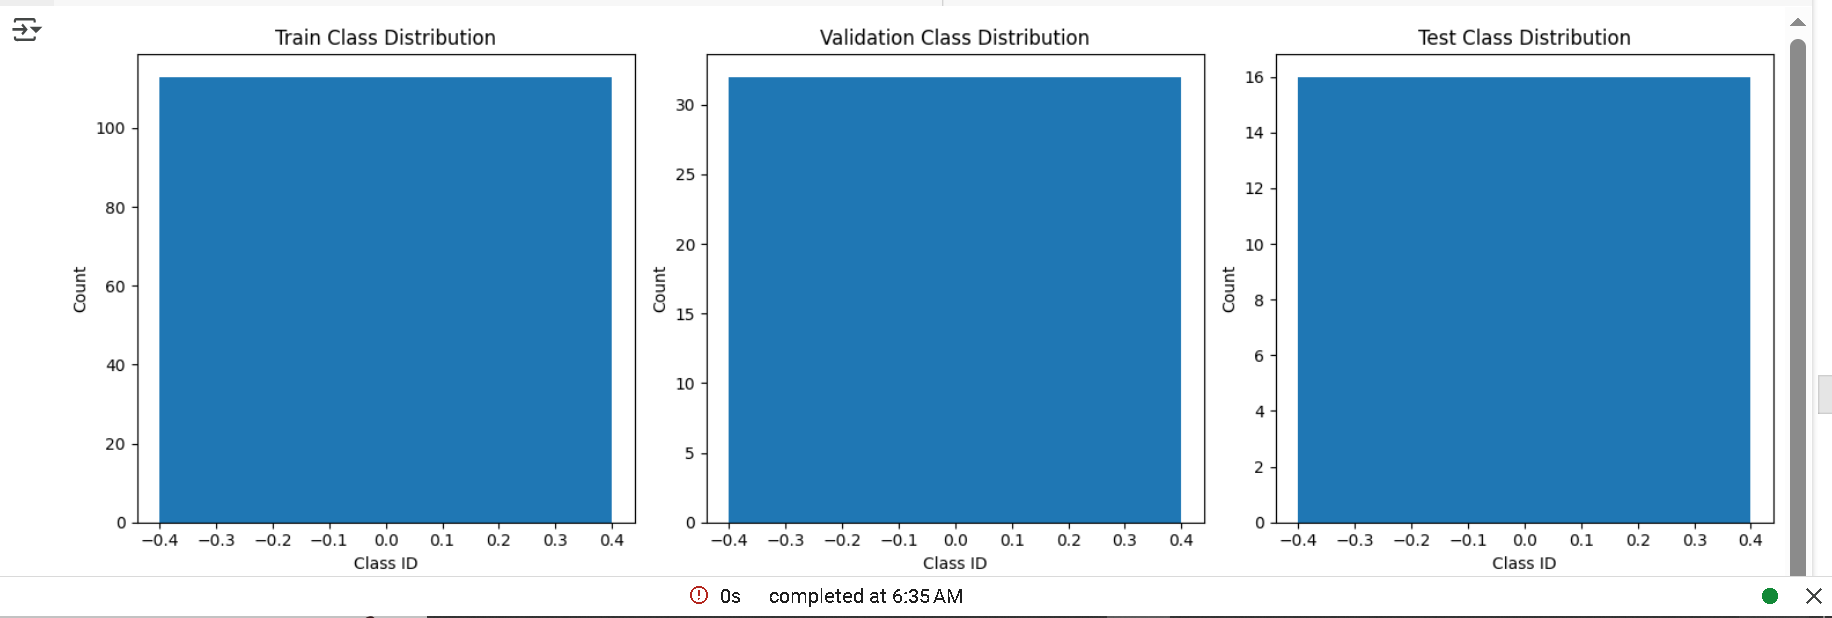 Train Class Distribution
Count
100
80
60
40
20
0
−0.4 −0.3 −0.2 −0.1 0.0 0.1 0.2 0.3 0.4
Class ID
Validation Class Distribution
Count
30
25
20
15
10
5
0
−0.4 −0.3 −0.2 −0.1 0.0 0.1 0.2 0.3 0.4
Class ID
Test Class Distribution
Count
16
14
12
10
8
6
4
2
0
−0.4 −0.3 −0.2 −0.1 0.0 0.1 0.2 0.3 0.4
Class ID
0s completed at 6:35 AM